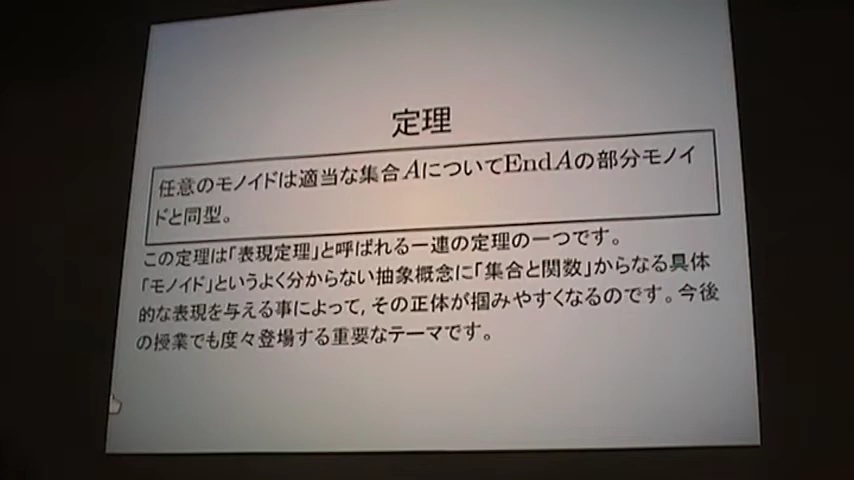 定理
任意のモノイドは適当な集合AについてEndAの部分モノイ
ドと同型。
この定理は「表現定理」と呼ばれる一連の定理の一つです。
「モノイド」というよく分からない抽象概念に「集合と関数」からなる具体
的な表現を与える事によって, その正体が掴みやすくなるのです。今後
の授業でも度々登場する重要なテーマです。